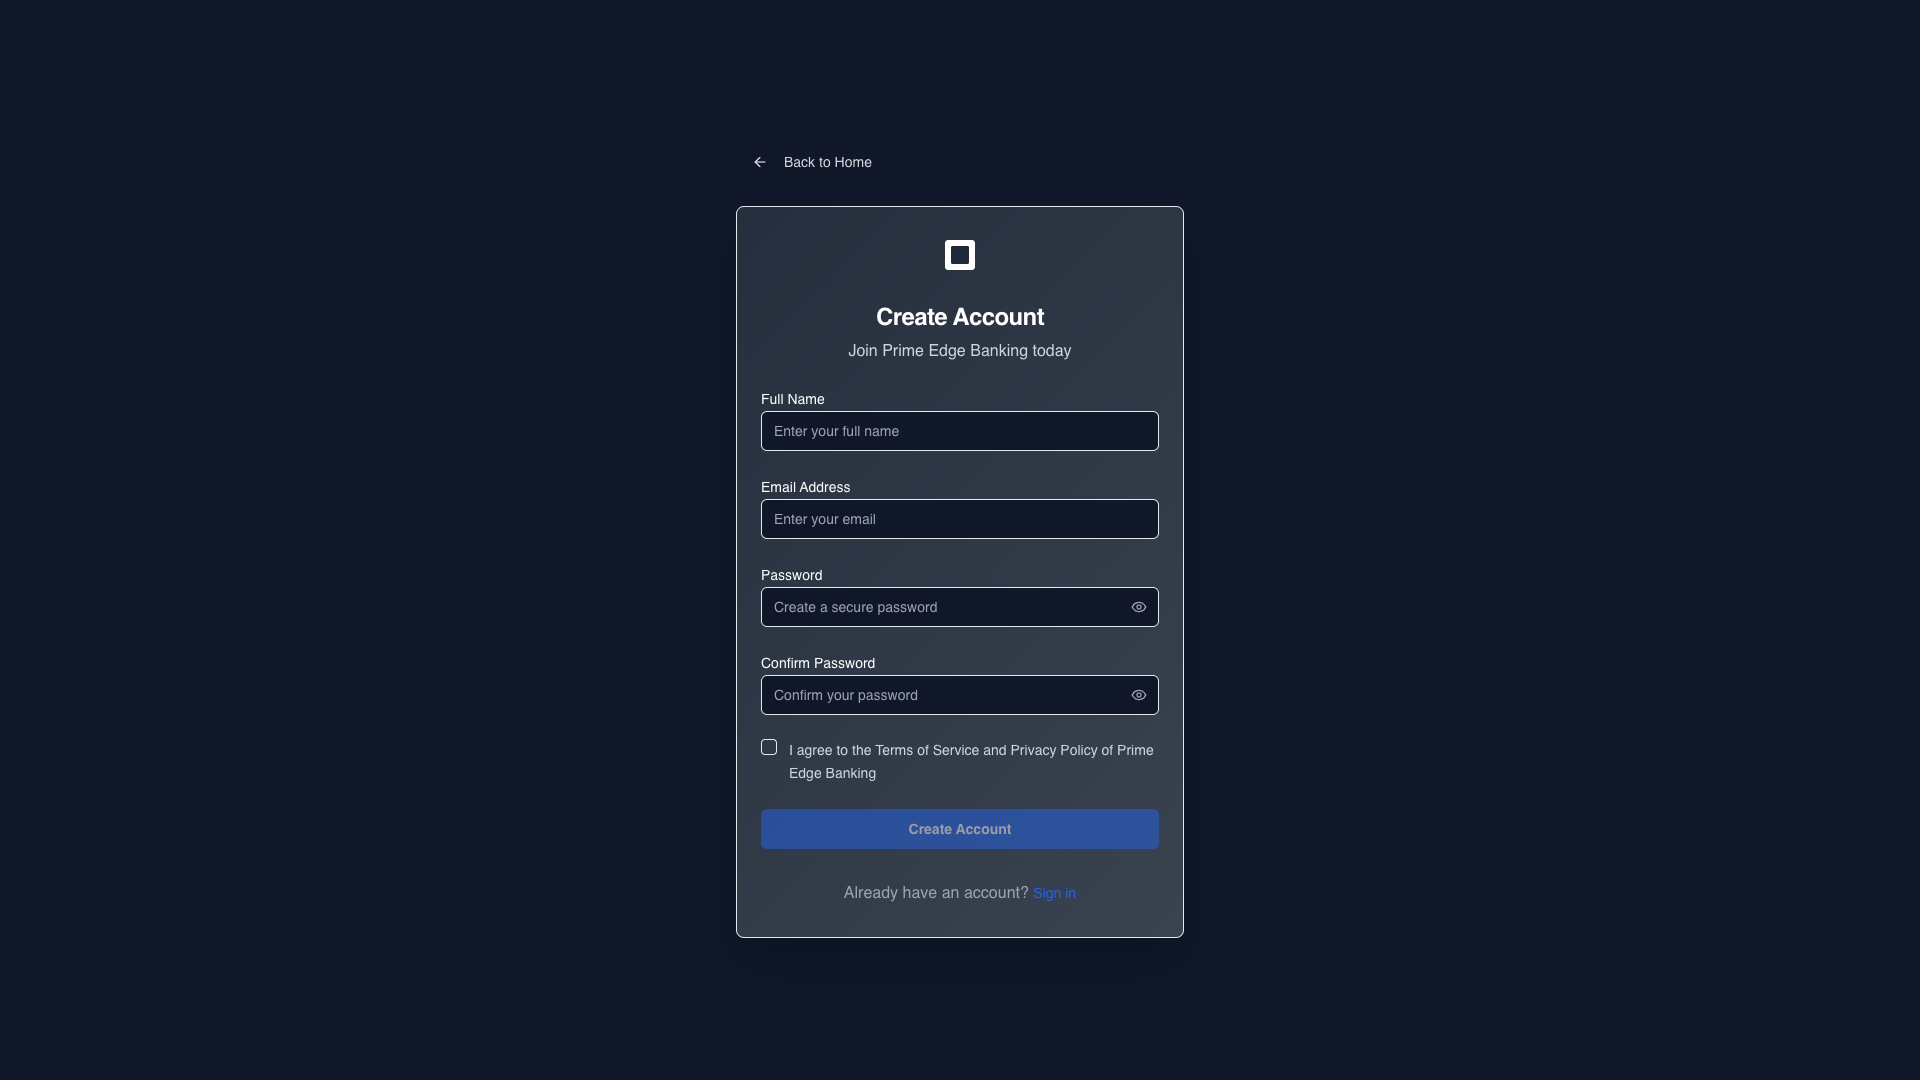 Back to Home
Create Account
Join Prime Edge Banking today
Full Name
Enter your full name
Email Address
Enter your email
Password
Create a secure password
Confirm Password
Confirm your password
I agree to the Terms of Service and Privacy Policy of Prime
Edge Banking
Create Account
Already have an account? Sign in